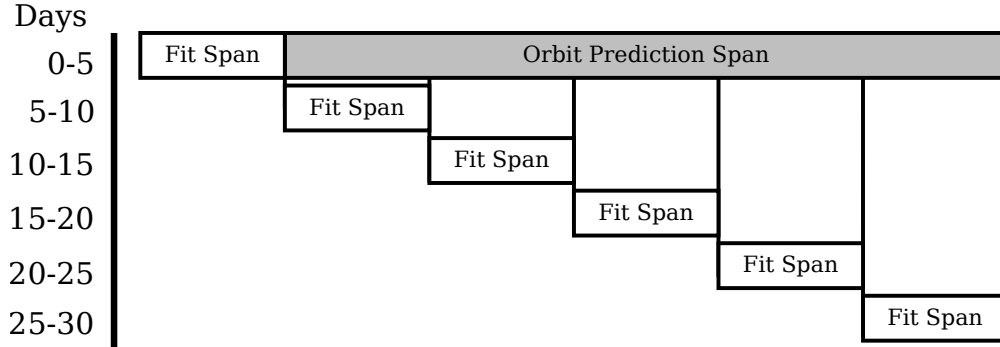 Days
0-5 Fit Span Orbit Prediction Span
5-10 Fit Span
10-15 Fit Span
15-20 Fit Span
20-25 Fit Span
25-30 Fit Span